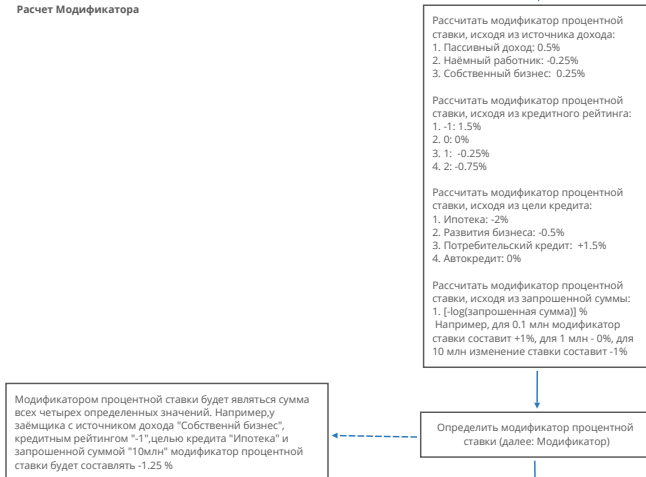 Расчет Модификатора
Рассчитать модификатор процентной
ставки, исходя из источника дохода:
1. Пассивный доход: 0.5%
2. Наёмный работник: -0.25%
3. Собственный бизнес: 0.25%
Рассчитать модификатор процентной
ставки, исходя из кредитного рейтинга:
1. -1: 1.5%
2. 0: 0%
3. 1: -0.25%
4. 2: -0.75%
Рассчитать модификатор процентной
ставки, исходя из цели кредита:
1. Ипотека: -2%
2. Развития бизнеса: -0.5%
3. Потребительский кредит: +1.5%
4. Автокредит: 0%
Рассчитать модификатор процентной
ставки, исходя из запрошенной суммы:
1. [-log(запрошенная сумма)] %
Например, для 0.1 млн модификатор
ставки составит +1%, для 1 млн - 0%, для
10 млн изменение ставки составит -1%
Модификатором процентной ставки будет являться сумма
всех четырех определенных значений. Например,у
заёмщика с источником дохода "Собственнй бизнес",
кредитным рейтингом "-1",целью кредита "Ипотека" и
запрошенной суммой "10млн" модификатор процентной
ставки будет составлять -1.25 %
Определить модификатор процентной
ставки (далее: Модификатор)